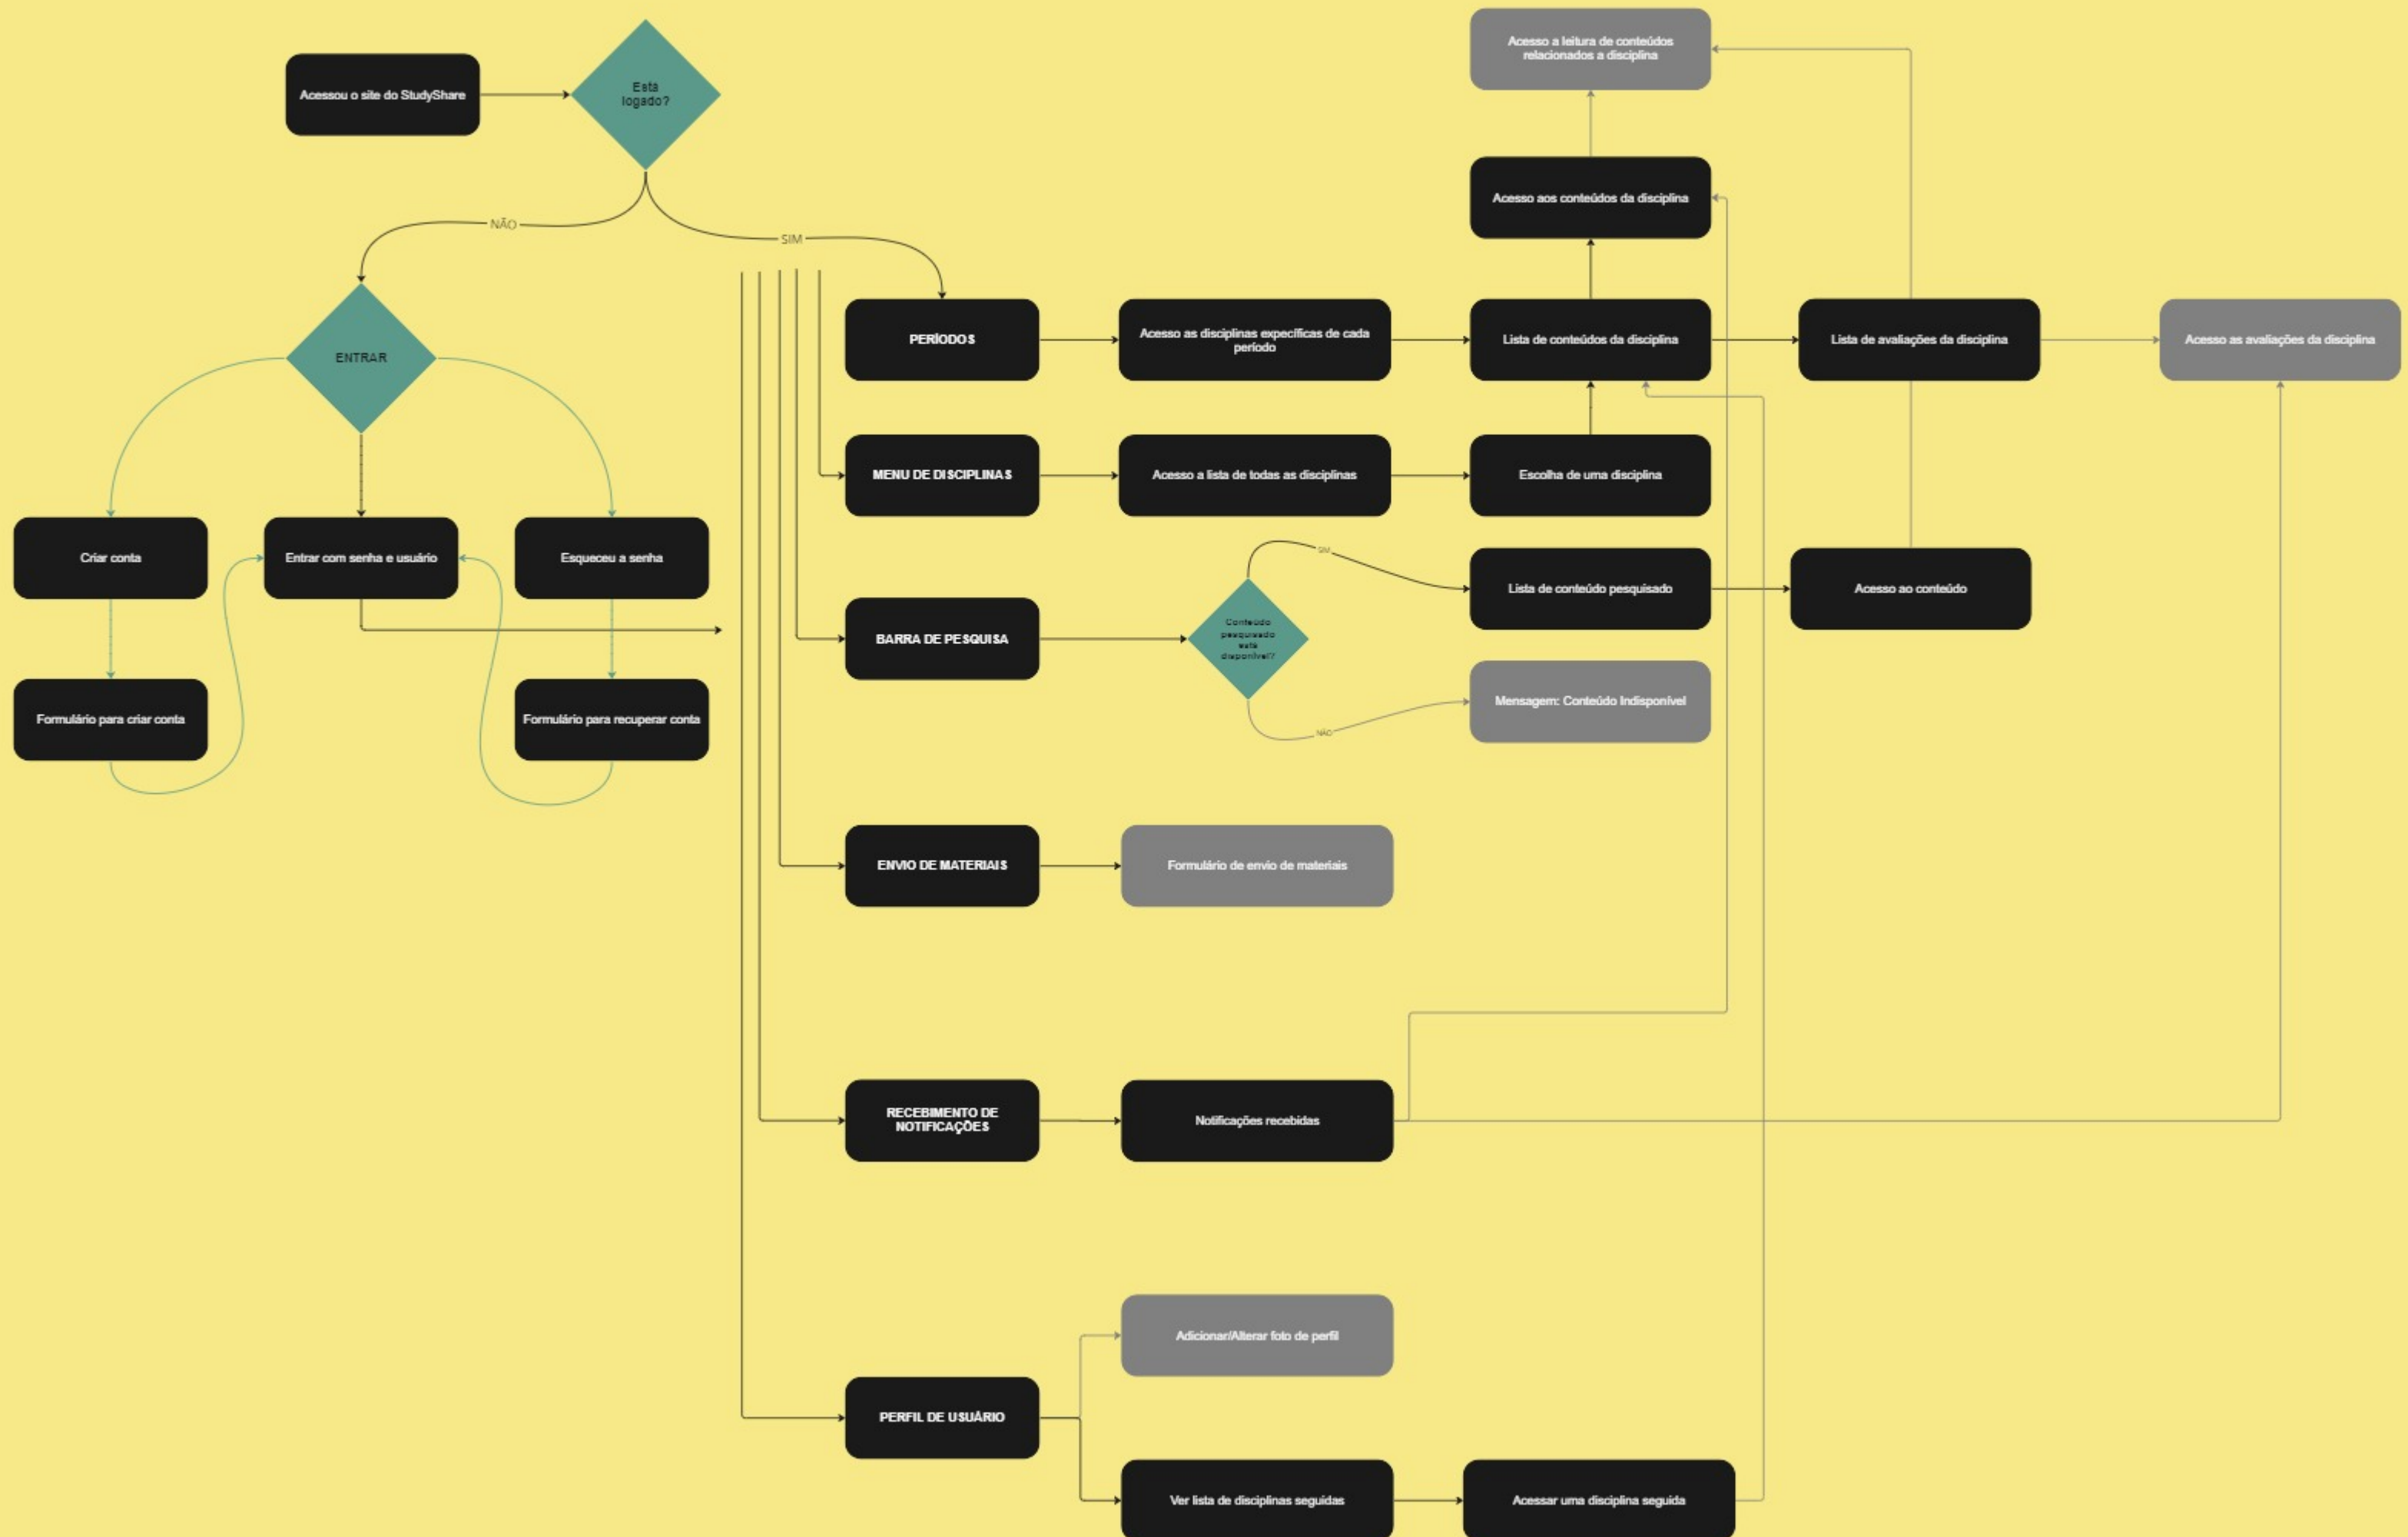 Acesso a leitura de conteúdos
relacionados a disciplina
Acessou o site do StudyShare
Está
logado?
Acesso aos conteúdos da disciplina
NÃO
SIM
PERÍODOS
Acesso as disciplinas expecíficas de cada
período
Lista de conteúdos da disciplina
Lista de avaliações da disciplina
Acesso as avaliações da disciplina
ENTRAR
MENU DE DISCIPLINAS
Acesso a lista de todas as disciplinas
Escolha de uma disciplina
Criar conta
Entrar com senha e usuário
Esqueceu a senha
SIM
Lista de conteúdo pesquisado
Acesso ao conteúdo
BARRA DE PESQUISA
Conteúdo
pesquisado
está
disponível?
Formulário para criar conta
Formulário para recuperar conta
Mensagem: Conteúdo Indisponível
NÃO
ENVIO DE MATERIAIS
Formulário de envio de materiais
RECEBIMENTO DE
NOTIFICAÇÕES
Notificações recebidas
Adicionar/Alterar foto de perfil
PERFIL DE USUÁRIO
Ver lista de disciplinas seguidas
Acessar uma disciplina seguida